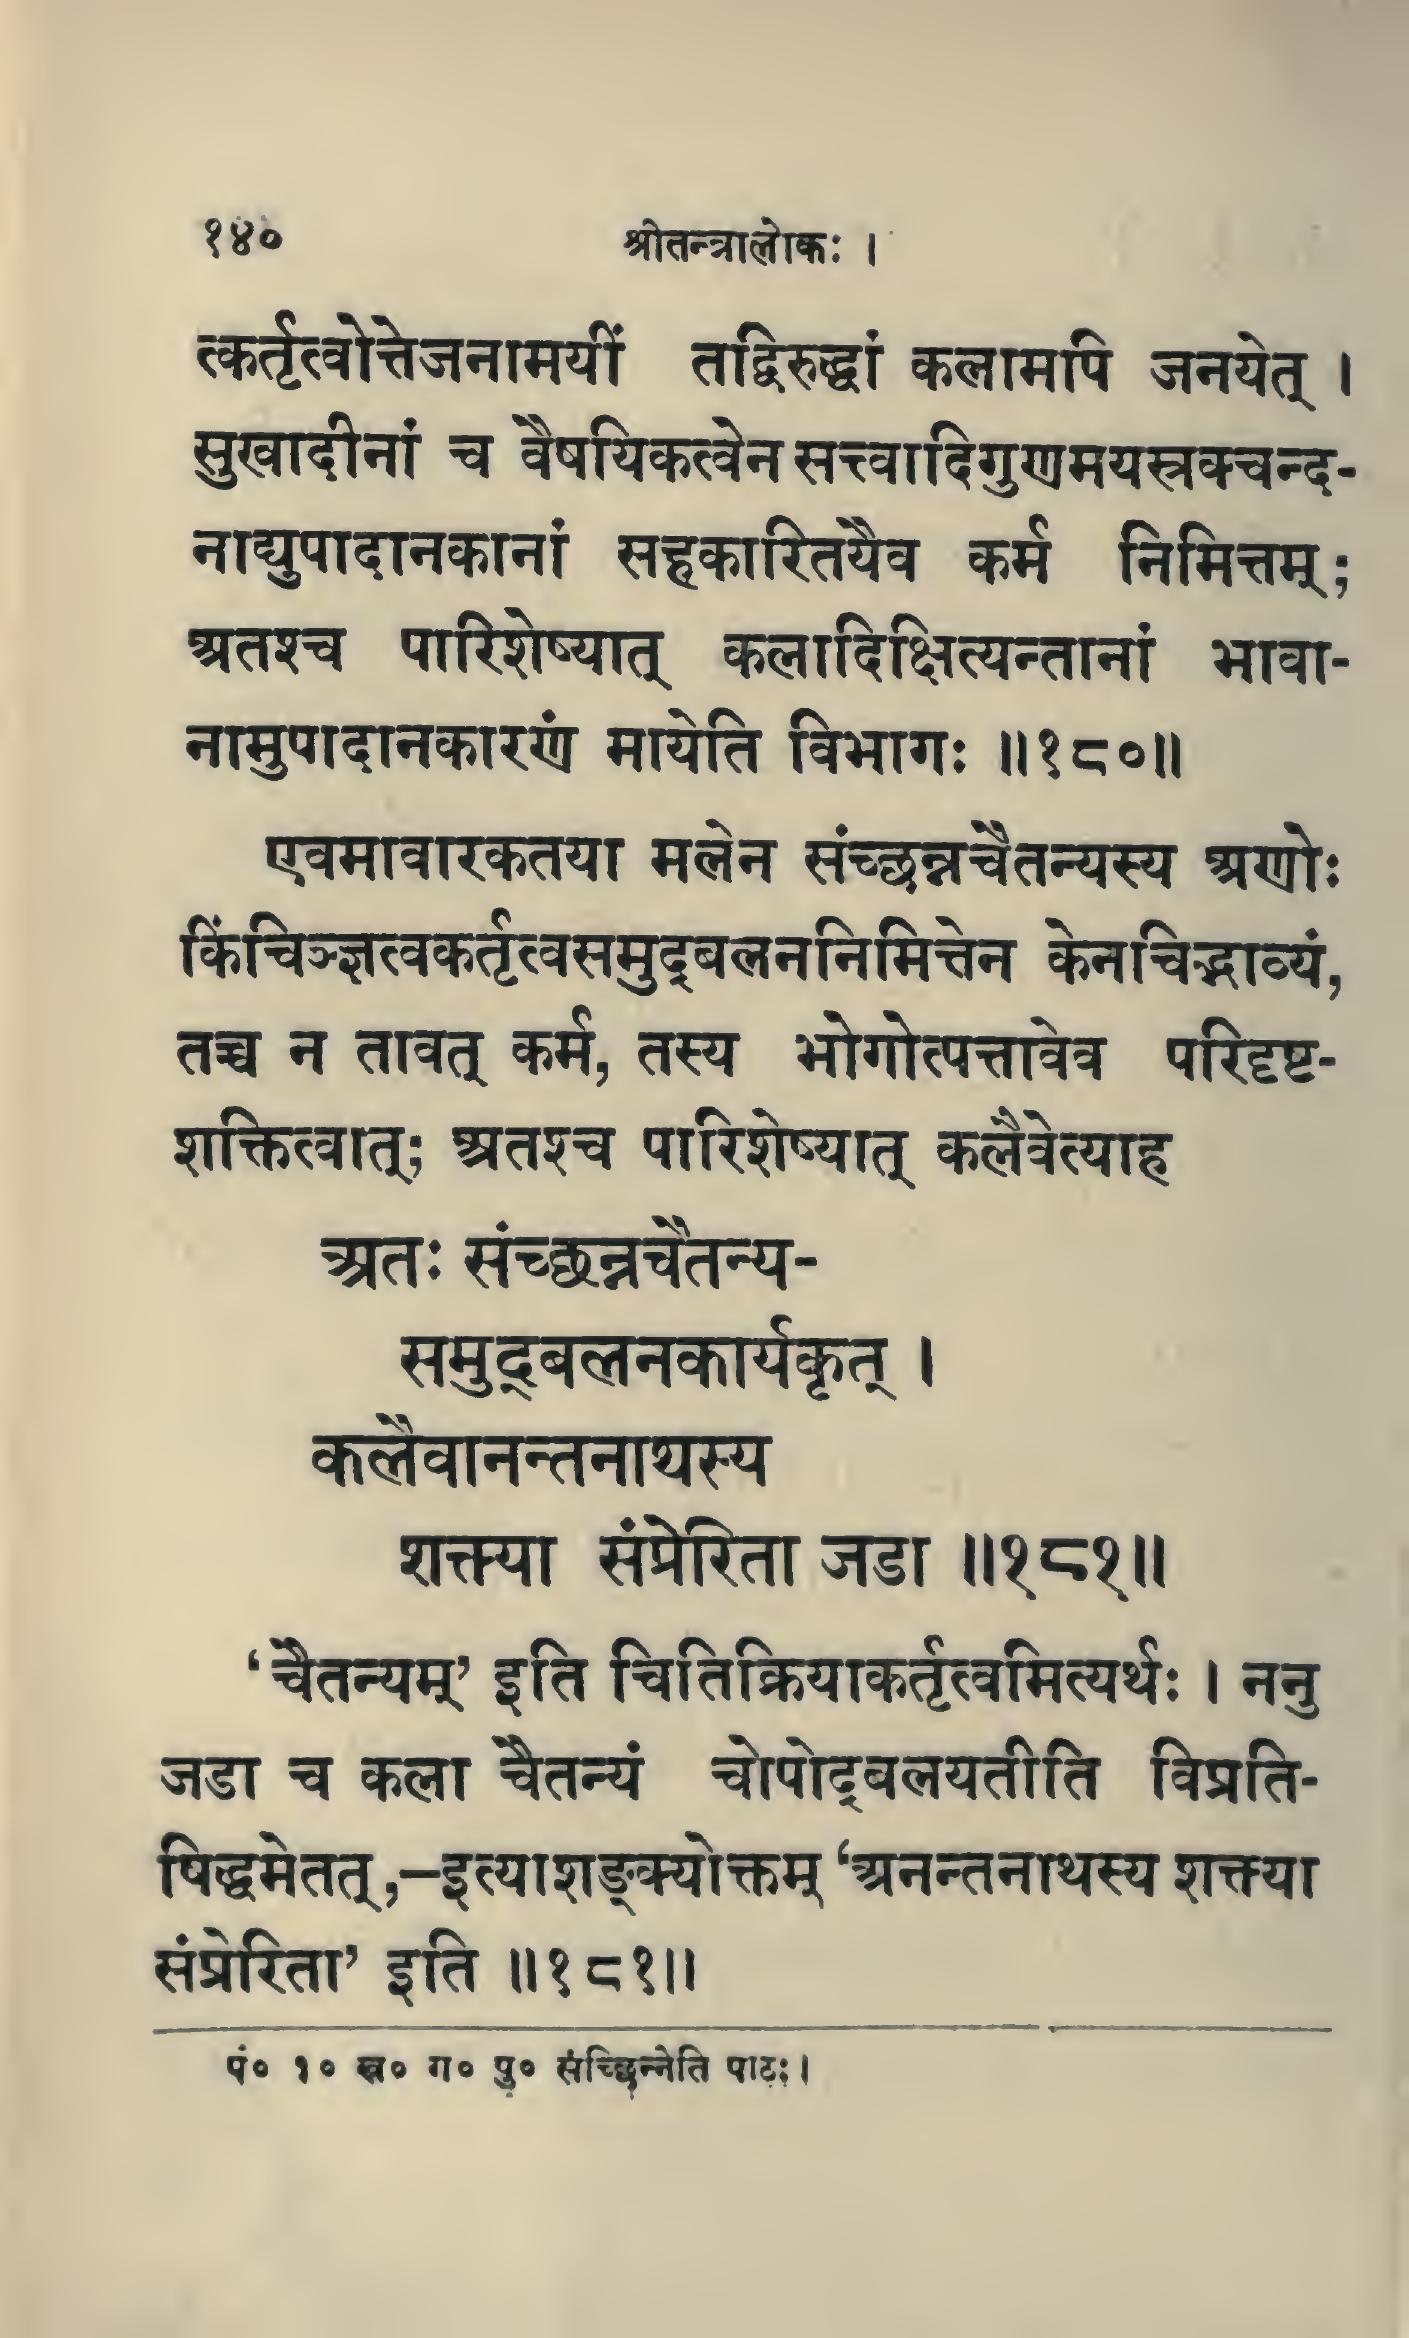 १४० श्रीतन्त्रालोकः ।
त्कर्तृत्वोत्तेजनामयीं तद्विरुद्धां कलामपि जनयेत् ।
सुखादीनां च वैषयिकत्वेन सत्त्वादिगुणमयस्रक्चन्द-
नाद्युपादानकानां सहकारितयैव कर्म निमित्तम्;
अतश्च पारिशेष्यात् कलादिक्षित्यन्तानां भावा-
नामुपादानकारणं मायेति विभागः ॥१८०॥
एवमावारकतया मलेन संच्छन्नचैतन्यस्य अणोः
किंचिज्ज्ञत्वकर्तृत्वसमुद्बलननिमित्तेन केनचिद्भाव्यं,
तच्च न तावत् कर्म, तस्य भोगोत्पत्तावेव परिदृष्ट-
शक्तित्वात्; अतश्च पारिशेष्यात् कलैवेत्याह
अतः संच्छन्नचैतन्य-
समुद्बलनकार्यकृत् ।
कलैवानन्तनाथस्य
शक्त्या संप्रेरिता जडा ॥१८१॥
‘चैतन्यम्’ इति चितिक्रियाकर्तृत्वमित्यर्थः । ननु
जडा च कला चैतन्यं चोपोद्बलयतीति विप्रति-
षिद्धमेतत्,—इत्याशङ्क्योक्तम् ‘अनन्तनाथस्य शक्त्या
संप्रेरिता’ इति ॥१८१॥
पं० १० ख० ग० पु० संच्छिन्नेति पाठः ।